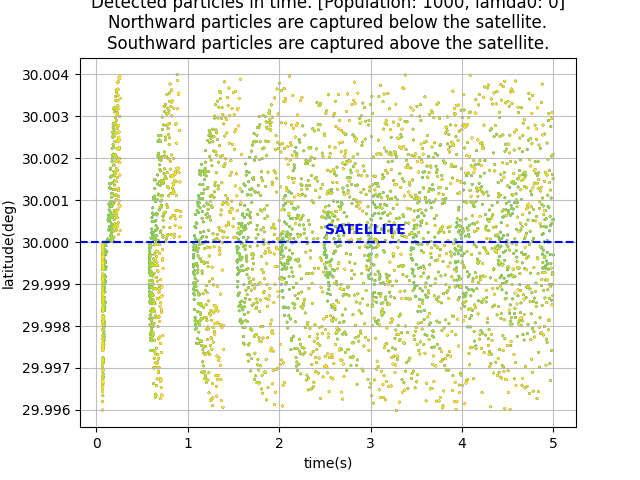 Detected particles in time. [Population: 1000, lamda0: 0]
Northward particles are captured below the satellite.
Southward particles are captured above the satellite.
30.004
30.003
30.002
30.001
30.000
29.999
29.998
29.997
29.996
latitude(deg)
SATELLITE
0 1 2 3 4 5
time(s)